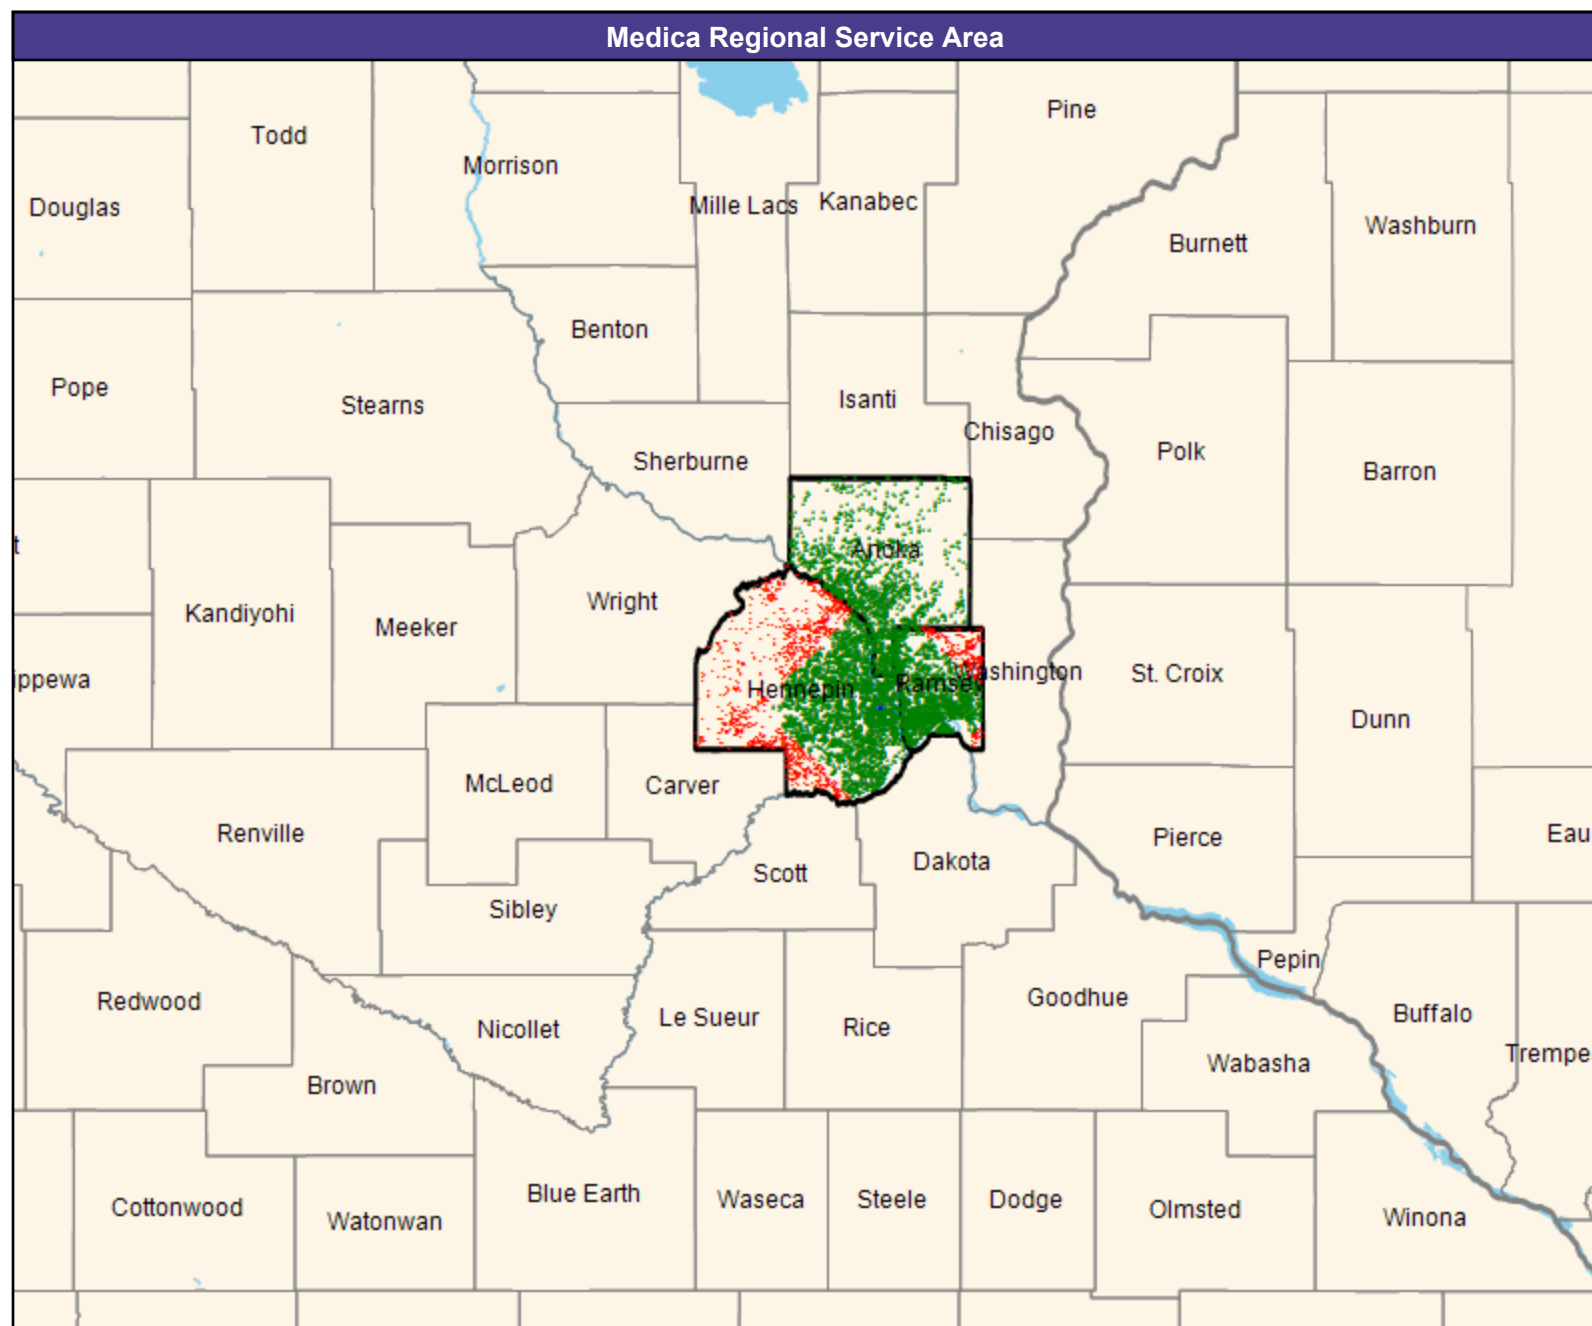 Medica Regional Service Area
Pine
Todd
Morrison
Mille Lacs
Kanabec
Douglas
Washburn
Burnett
Benton
Pope
Stearns
Isanti
Chisago
Polk
Sherburne
Barron
t
Anoka
Wright
Kandiyohi
Meeker
ippewa
Hennepin
Ramsey
Washington
St. Croix
Dunn
McLeod
Carver
Renville
Pierce
Eau
Scott
Dakota
Sibley
Pepin
Redwood
Goodhue
Nicollet
Le Sueur
Rice
Buffalo
Trempe
Wabasha
Brown
Blue Earth
Waseca
Steele
Dodge
Cottonwood
Watonwan
Olmsted
Winona